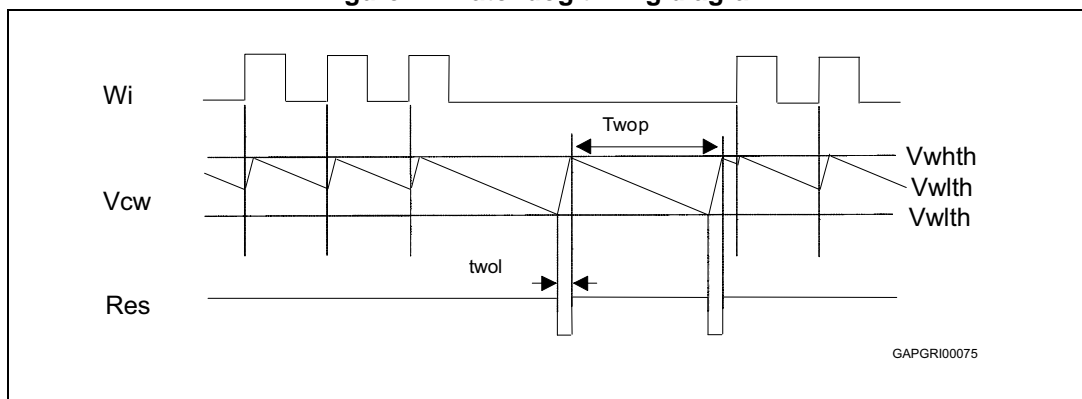 Wi
Twop
Vwhth
Vwlth
Vcw
Vwlth
twol
Res
GAPGRI00075